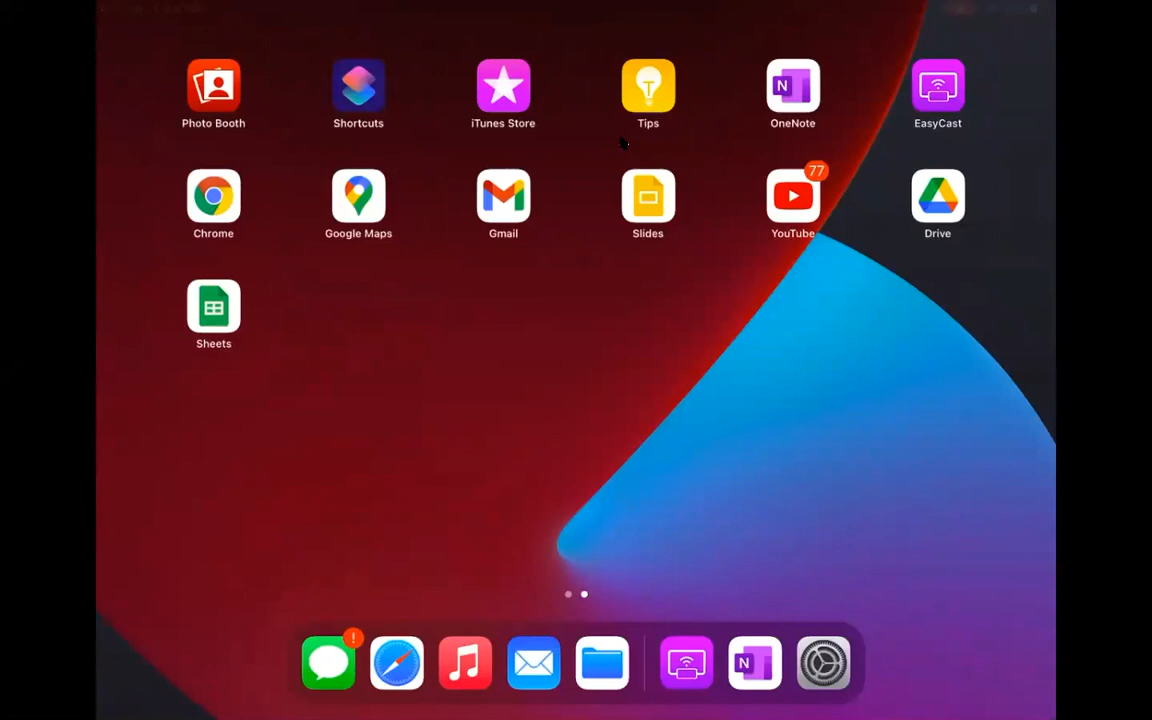 Photo Booth
Shortcuts
iTunes Store
Tips
OneNote
EasyCast
77
Chrome
Google Maps
Gmail
Slides
YouTube
Drive
Sheets
!